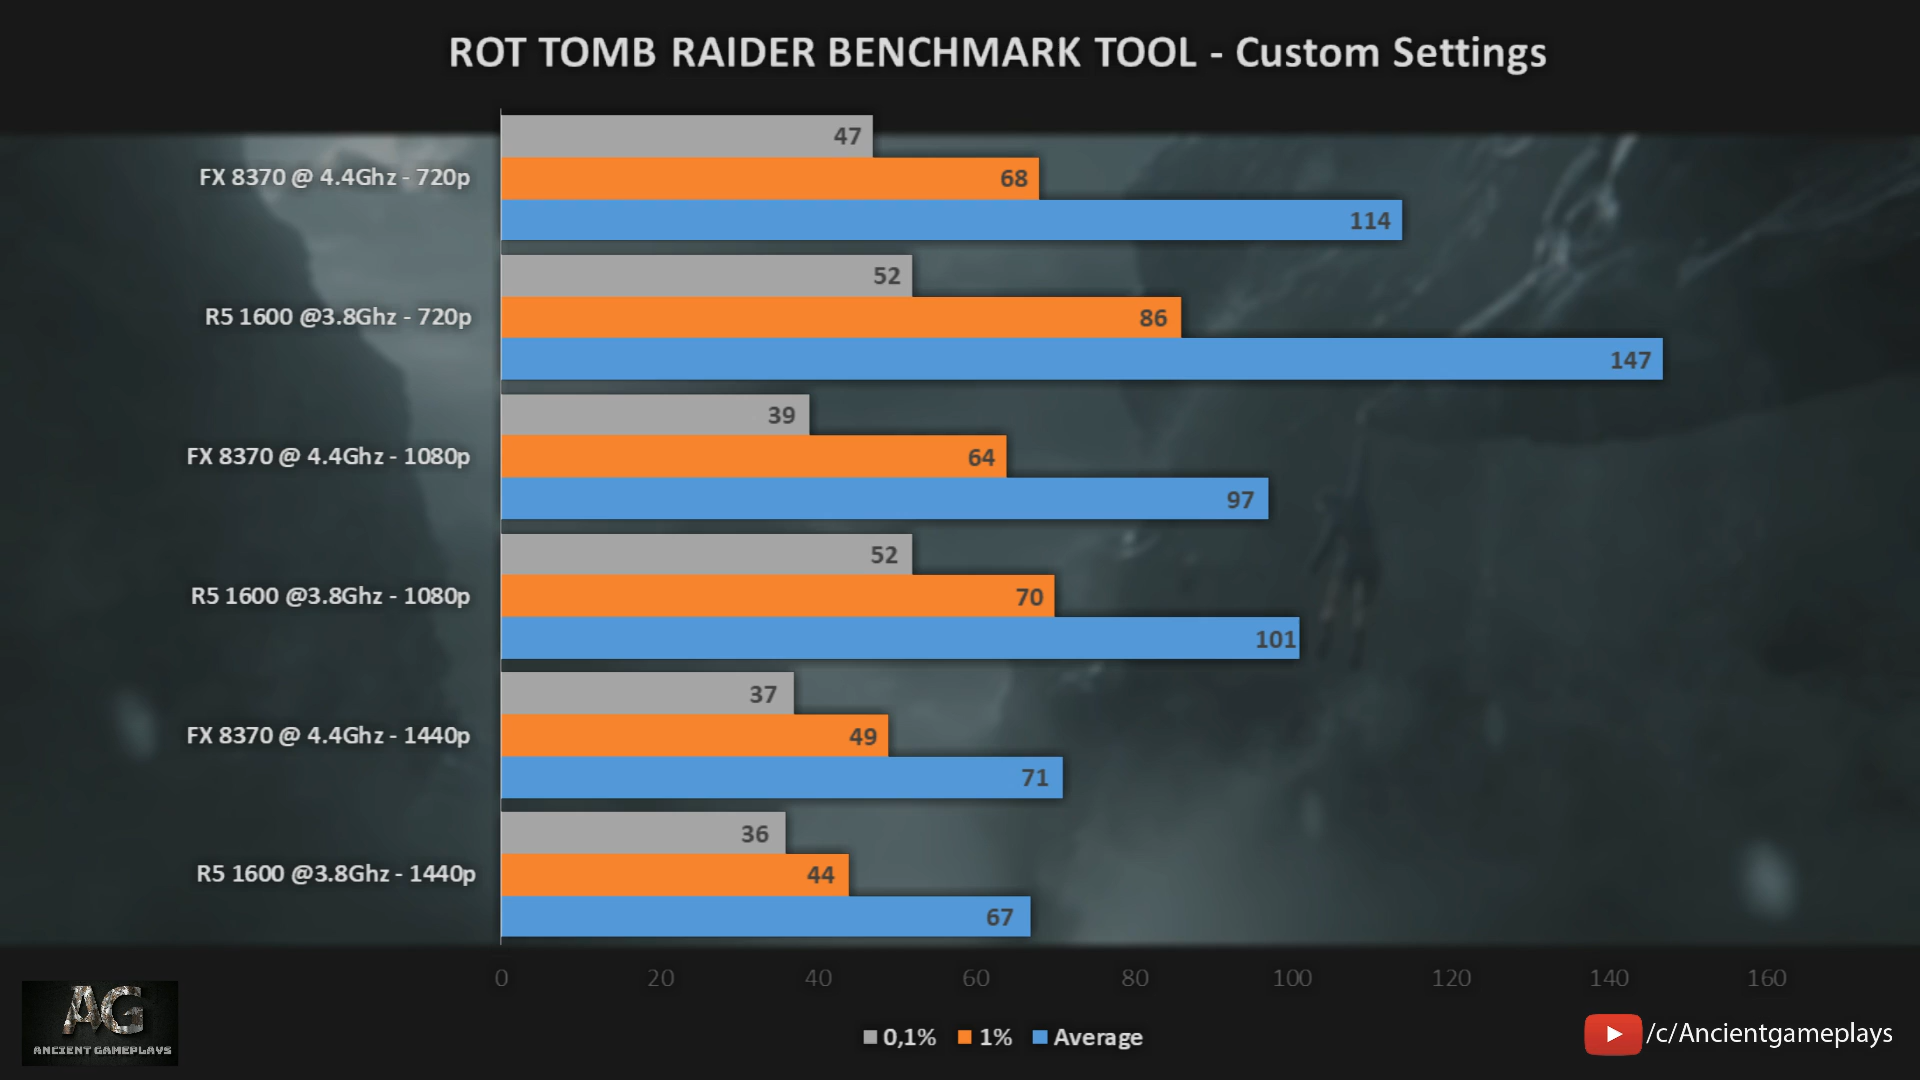 ROT TOMB RAIDER BENCHMARK TOOL - Custom Settings
FX 8370 @ 4.4Ghz - 720p
47
68
114
R5 1600 @3.8Ghz - 720p
52
86
147
FX 8370 @ 4.4Ghz - 1080p
39
64
97
R5 1600 @3.8Ghz - 1080p
52
70
101
FX 8370 @ 4.4Ghz - 1440p
37
49
71
R5 1600 @3.8Ghz - 1440p
36
44
67
0 20 40 60 80 100 120 140 160
0,1% 1% Average
AG
ANCIENT GAMEPLAYS
/c/Ancientgameplays